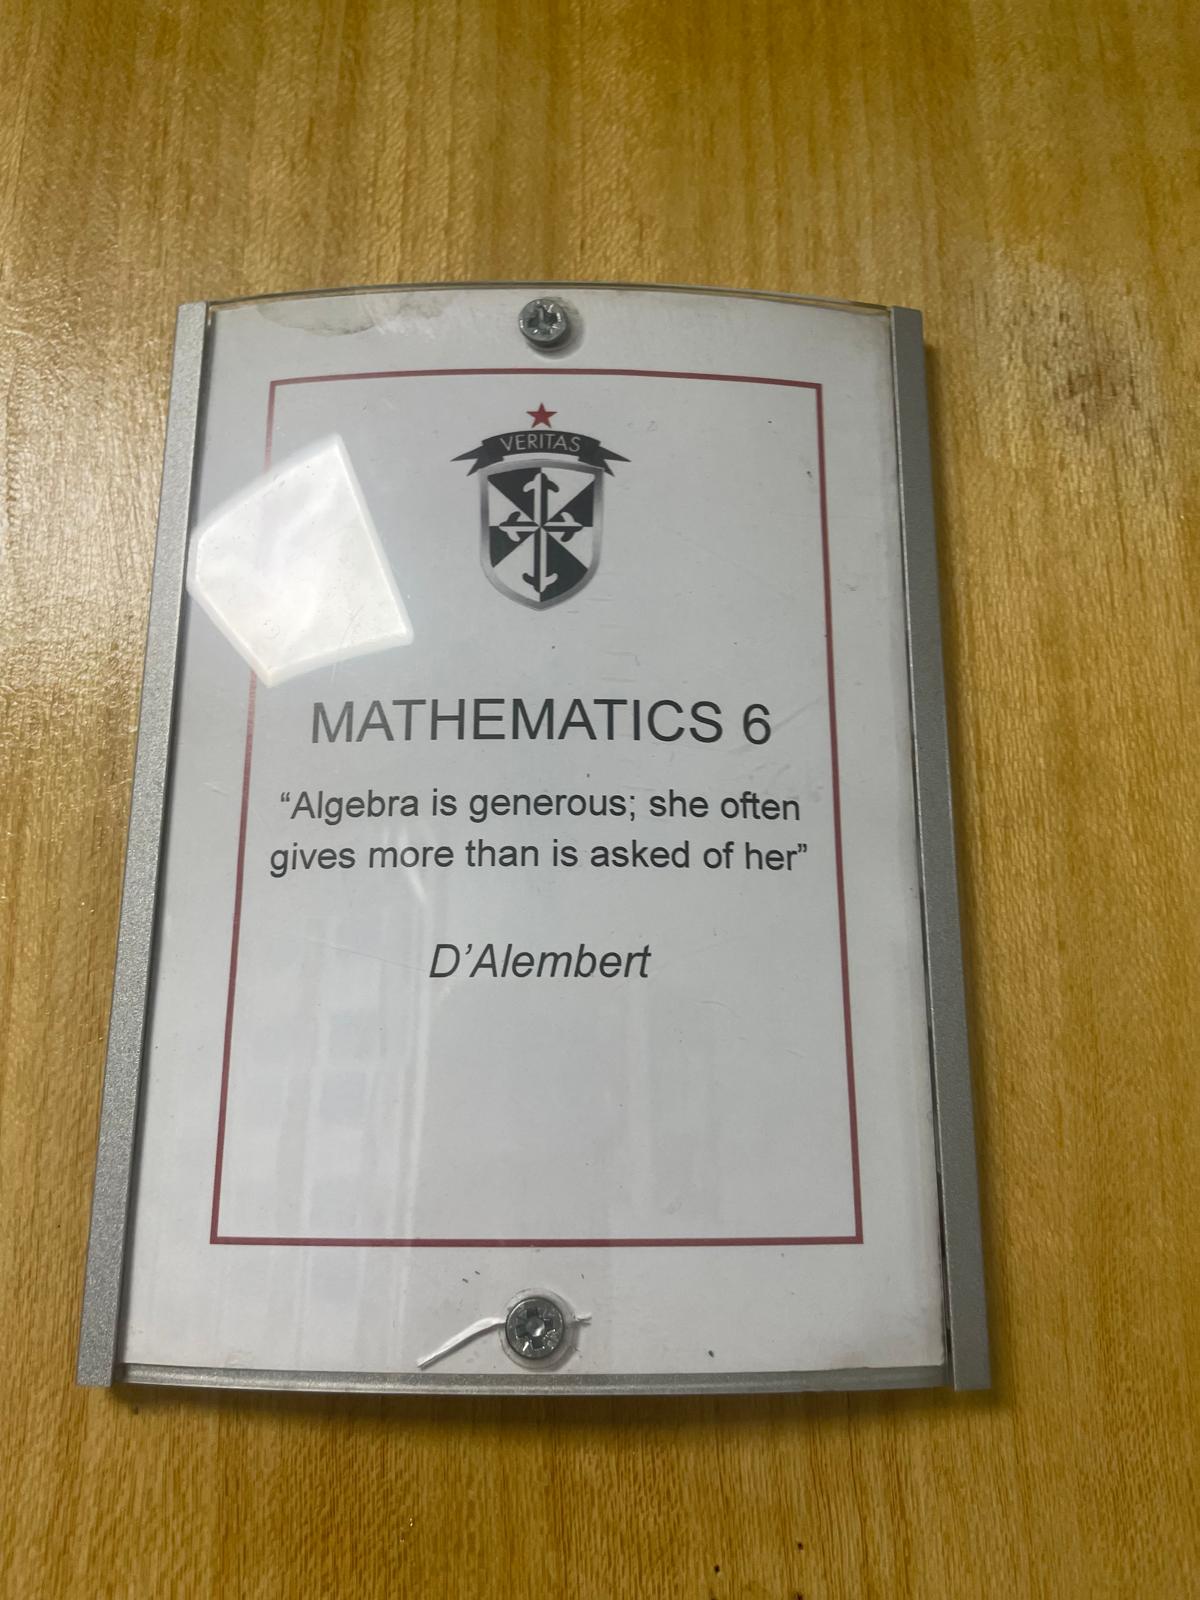 VERITAS
MATHEMATICS 6
“Algebra is generous; she often
gives more than is asked of her”
D’Alembert